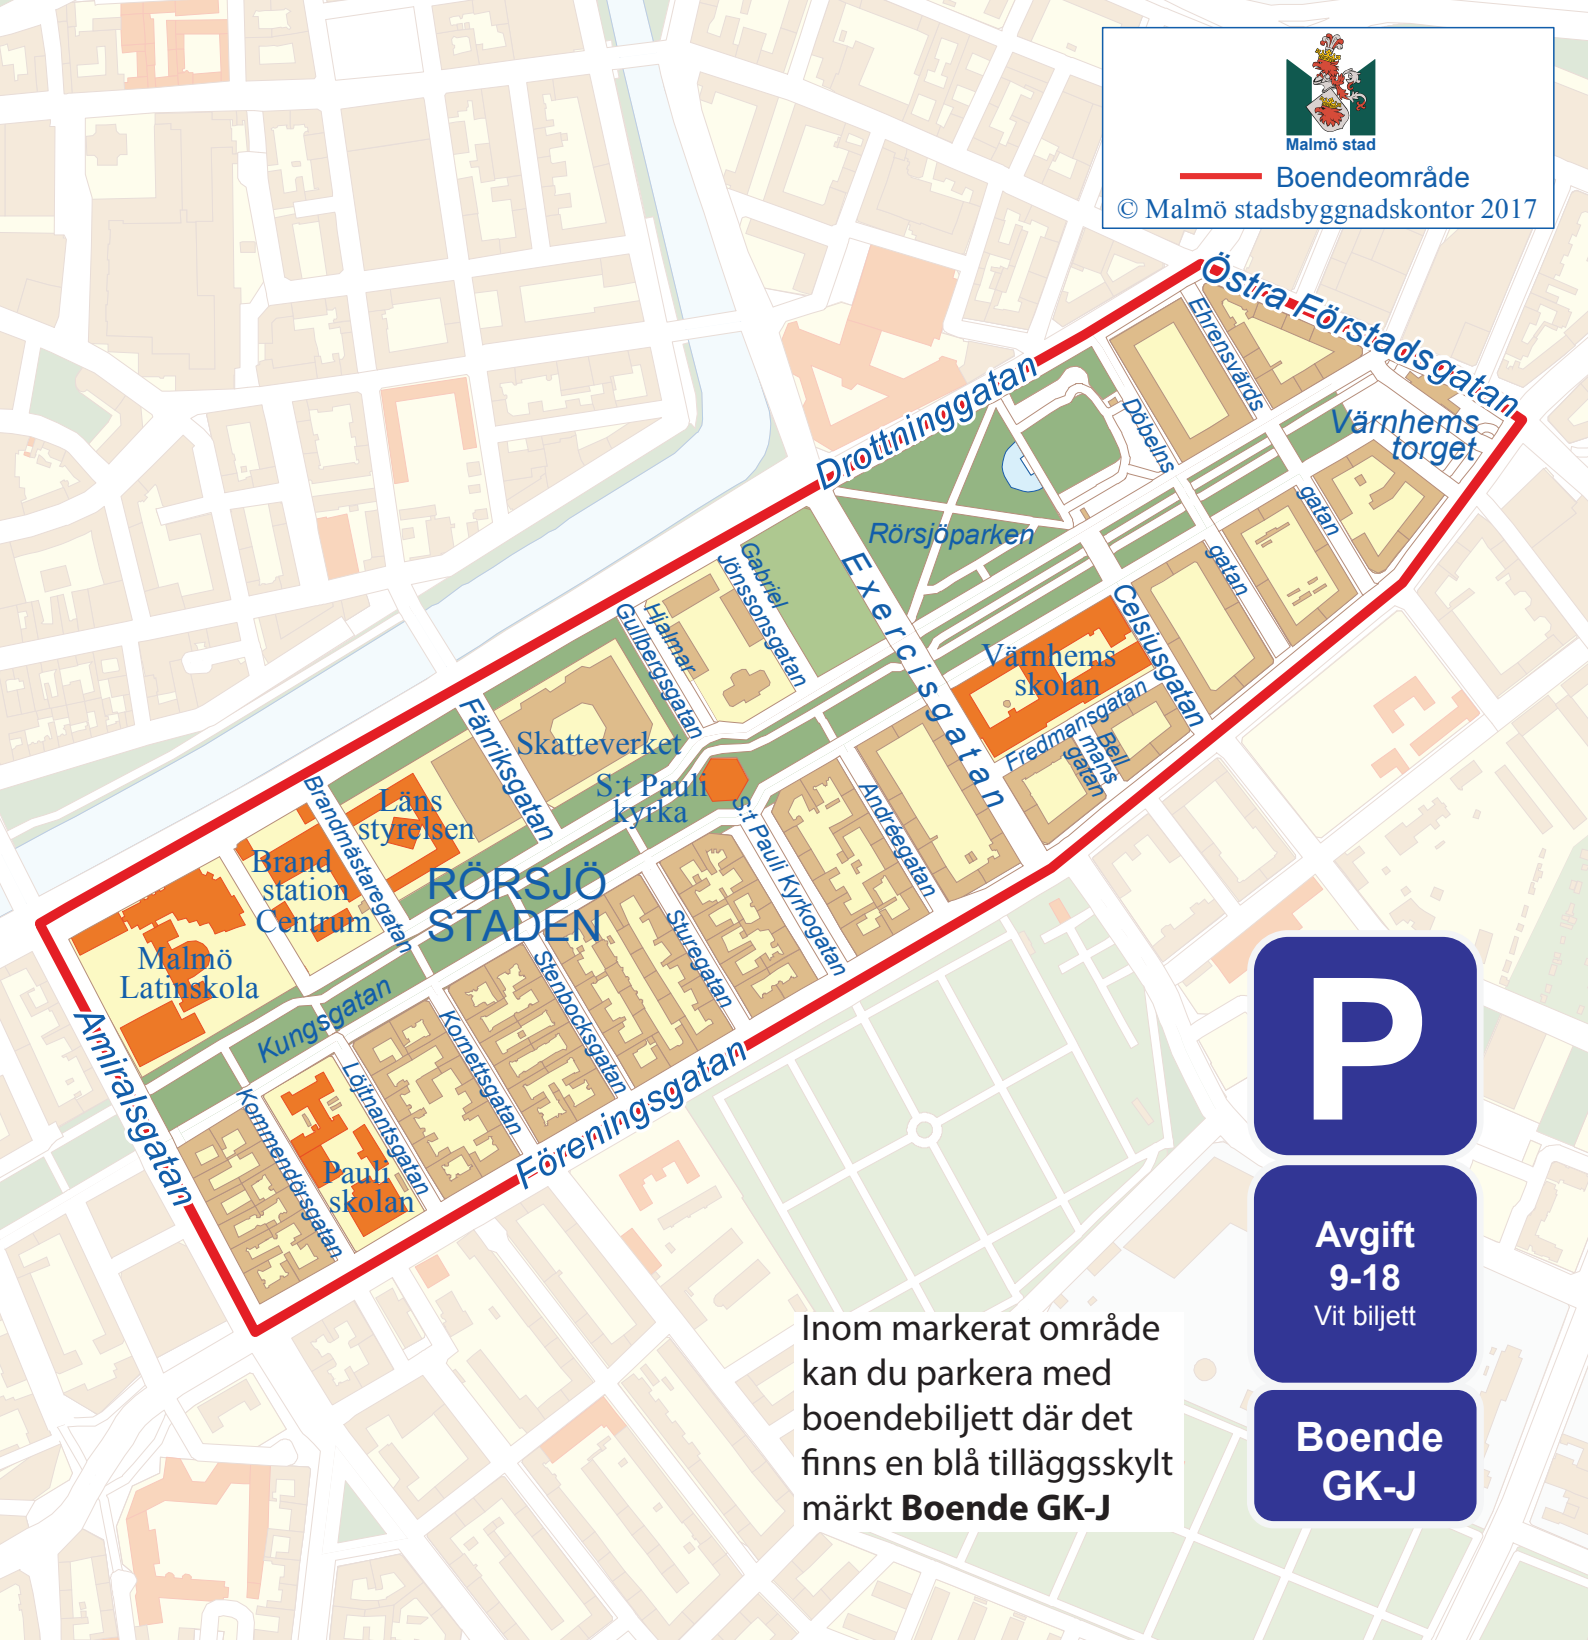 Malmö stad
Boendeområde
© Malmö stadsbyggnadskontor 2017
Östra Förstadsgatan
Ehrensvärds
gatan
Värnhems
torget
Drottninggatan
Döbelns
gatan
Rörsjöparken
Exercisgatan
Gabriel
Jönssonsgatan
Hjalmar
Gullbergsgatan
Celsiusgatan
Värnhems
skolan
Fredmansgatan
Bell
mans
gatan
Fänriksgatan
Skatteverket
S:t Pauli
kyrka
S:t Pauli Kyrkogatan
Andréegatan
Brandmästaregatan
Läns
styrelsen
Brand
station
Centrum
RÖRSJÖ
STADEN
Sturegatan
Malmö
Latinskola
Kungsgatan
Stenbocksgatan
Kornettsgatan
Löjtnantsgatan
Amiralsgatan
Kommendörsgatan
Pauli
skolan
Föreningsgatan
P
Avgift
9-18
Vit biljett
Boende
GK-J
Inom markerat område
kan du parkera med
boendebiljett där det
finns en blå tilläggsskylt
märkt Boende GK-J